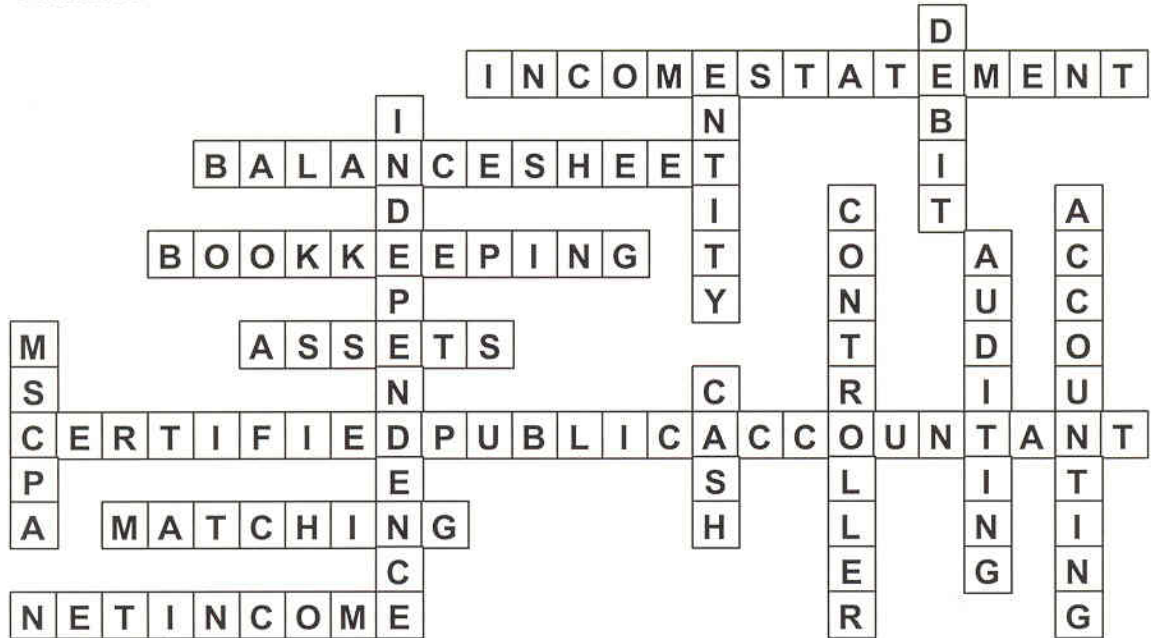 DEBIT
INCOMESTATEMENT
ENTITY
INDEPENDENCE
BALANCESHEET
CONTROLLER
ACCOUNTING
BOOKKEEPING
AUDITING
MSCPA
ASSETS
CASH
CERTIFIEDPUBLICACCOUNTANT
MATCHING
NETINCOME